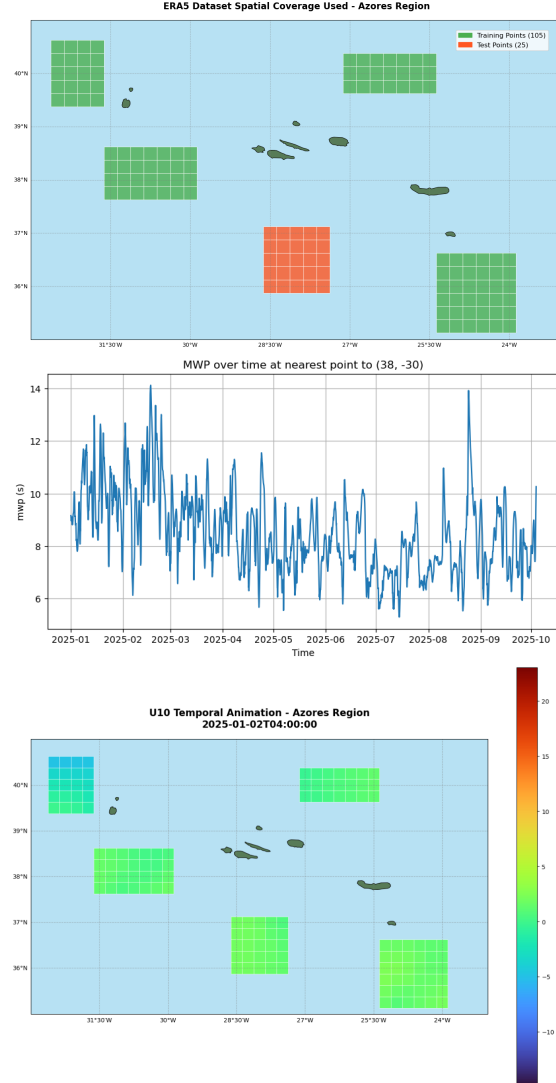 ERA5 Dataset Spatial Coverage Used - Azores Region
Training Points (105)
Test Points (25)
40°N
39°N
38°N
37°N
36°N
31°30'W 30°W 28°30'W 27°W 25°30'W 24°W
MWP over time at nearest point to (38, -30)
14
12
10
8
6
mwp (s)
2025-01 2025-02 2025-03 2025-04 2025-05 2025-06 2025-07 2025-08 2025-09 2025-10
Time
U10 Temporal Animation - Azores Region
2025-01-02T04:00:00
40°N
39°N
38°N
37°N
36°N
31°30'W 30°W 28°30'W 27°W 25°30'W 24°W
20
15
10
5
0
−5
−10